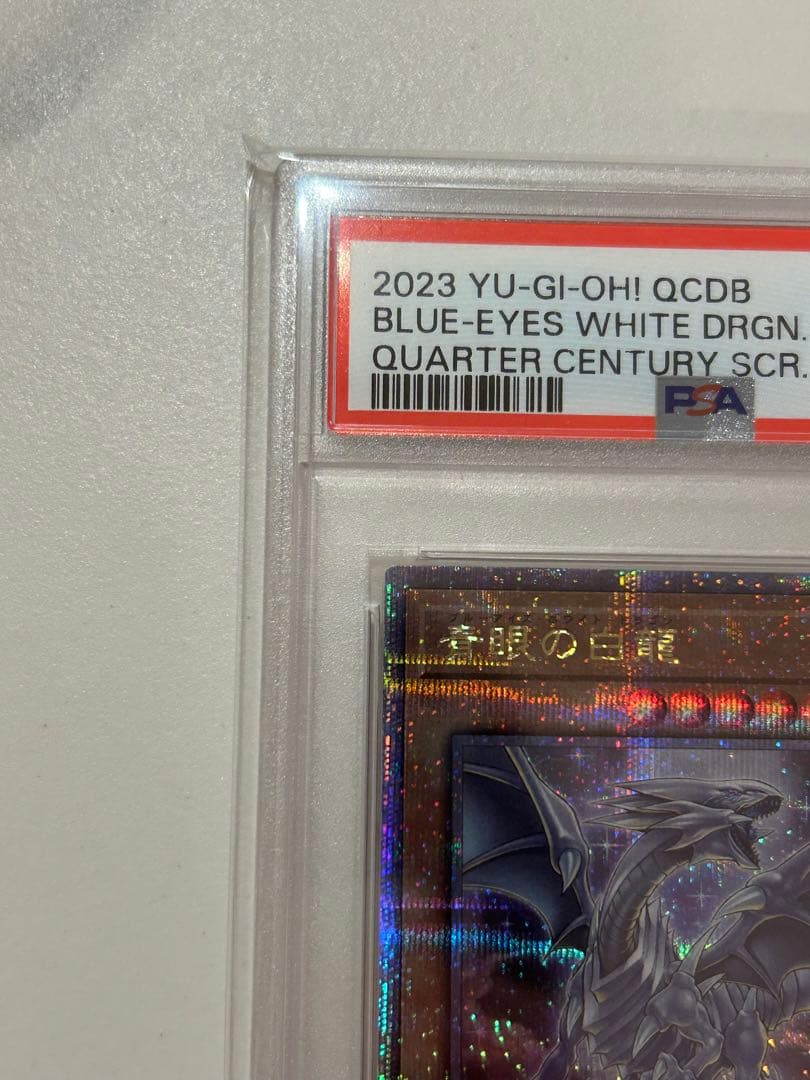 2023 YU-GI-OH! QCDB
BLUE-EYES WHITE DRGN.
QUARTER CENTURY SCR.
PSA
青眼の白龍